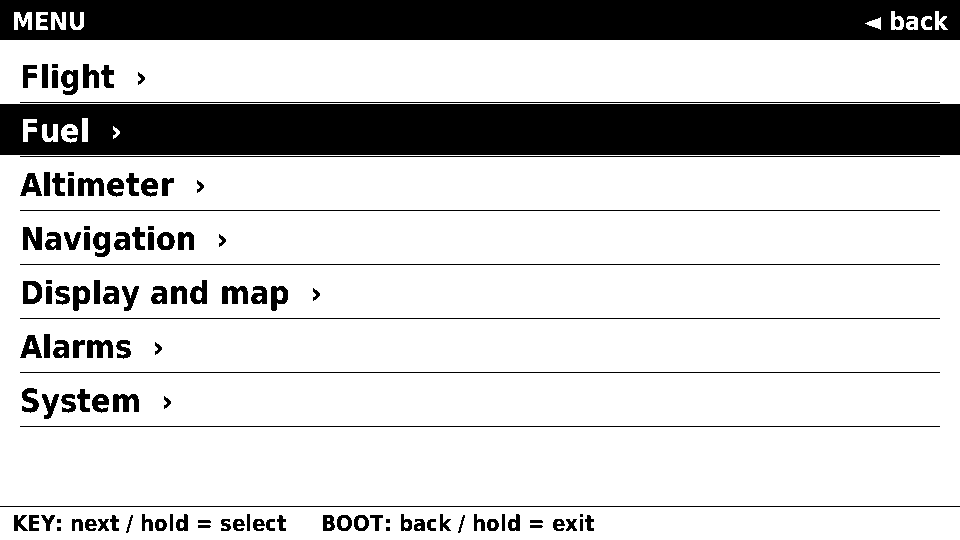 MENU ◄ back
Flight ›
Fuel ›
Altimeter ›
Navigation ›
Display and map ›
Alarms ›
System ›
KEY: next / hold = select BOOT: back / hold = exit